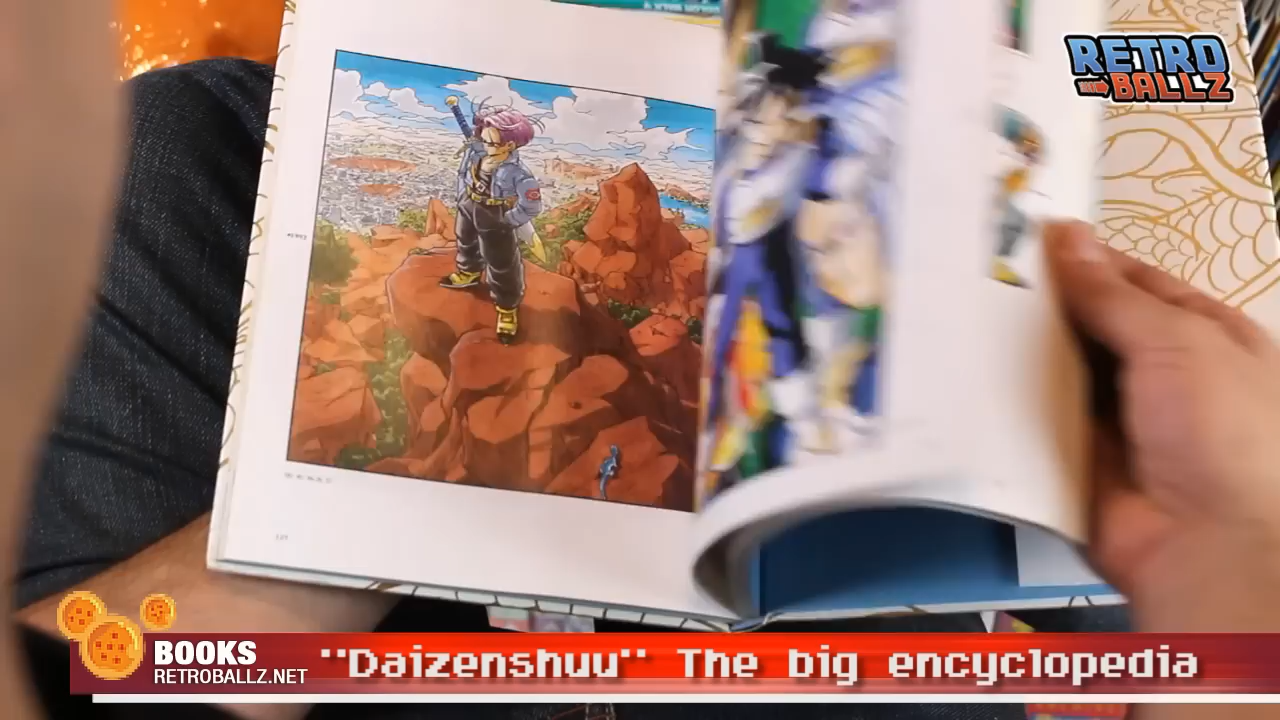 RETRO
BALLZ
BOOKS
RETROBALLZ.NET
"Daizenshuu" The big encyclopedia